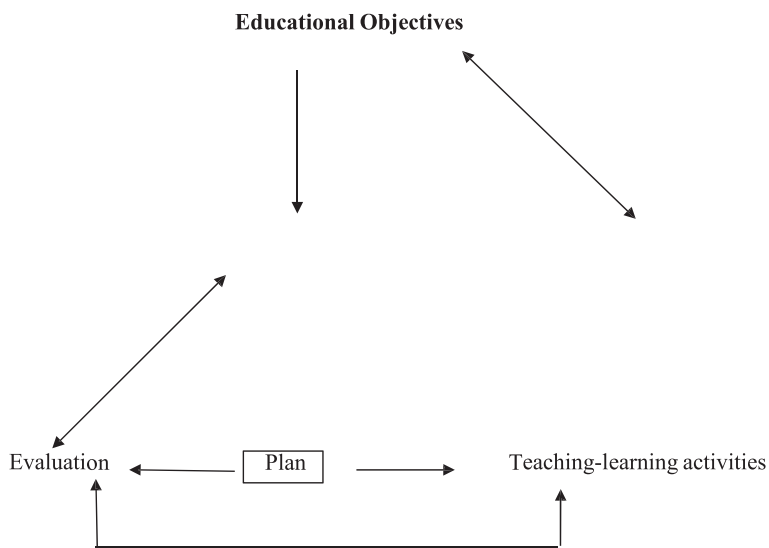 Educational Objectives
Evaluation
Plan
Teaching-learning activities